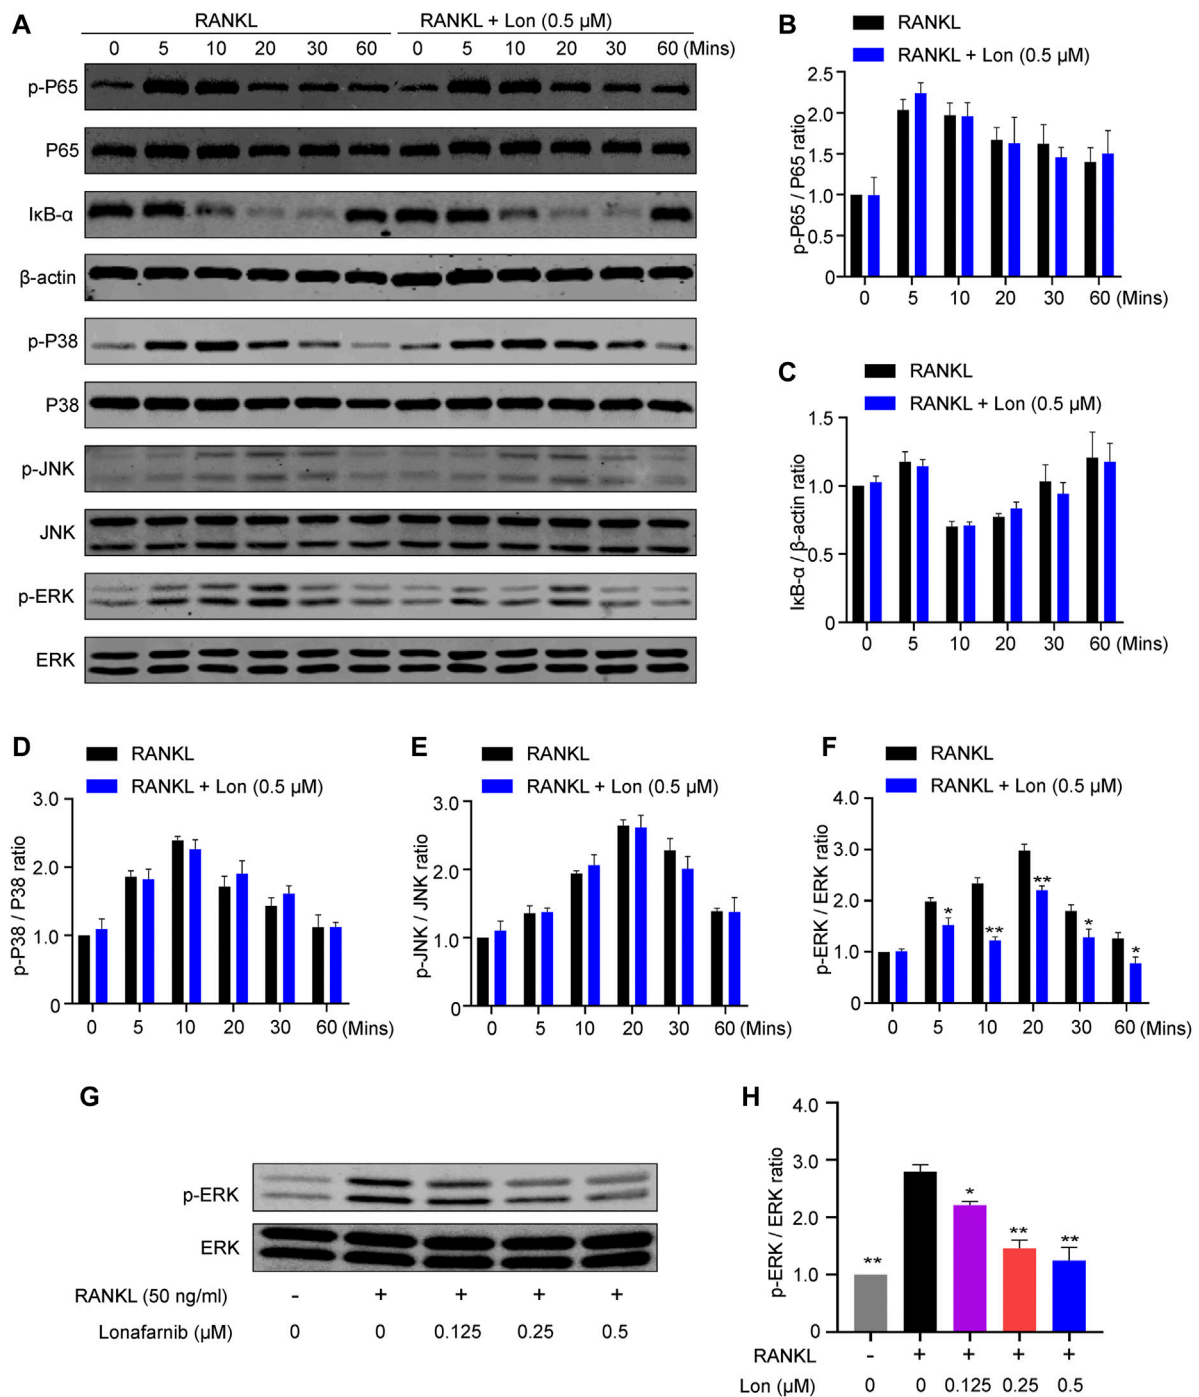 A
RANKL
RANKL + Lon (0.5 μM)
0 5 10 20 30 60 0 5 10 20 30 60 (Mins)
p-P65
P65
IκB-α
β-actin
p-P38
P38
p-JNK
JNK
p-ERK
ERK
B
RANKL
RANKL + Lon (0.5 μM)
p-P65 / P65 ratio
2.5
2.0
1.5
1.0
0.5
0
0 5 10 20 30 60 (Mins)
C
RANKL
RANKL + Lon (0.5 μM)
IκB-α / β-actin ratio
1.5
1.0
0.5
0
0 5 10 20 30 60 (Mins)
D
RANKL
RANKL + Lon (0.5 μM)
p-P38 / P38 ratio
3.0
2.0
1.0
0
0 5 10 20 30 60 (Mins)
E
RANKL
RANKL + Lon (0.5 μM)
p-JNK / JNK ratio
3.0
2.0
1.0
0
0 5 10 20 30 60 (Mins)
F
RANKL
RANKL + Lon (0.5 μM)
p-ERK / ERK ratio
4.0
3.0
2.0
1.0
0
* ** ** * *
0 5 10 20 30 60 (Mins)
G
p-ERK
ERK
RANKL (50 ng/ml) - + + + +
Lonafarnib (μM) 0 0 0.125 0.25 0.5
H
p-ERK / ERK ratio
4.0
3.0
2.0
1.0
0
** * ** **
RANKL - + + + +
Lon (μM) 0 0 0.125 0.25 0.5